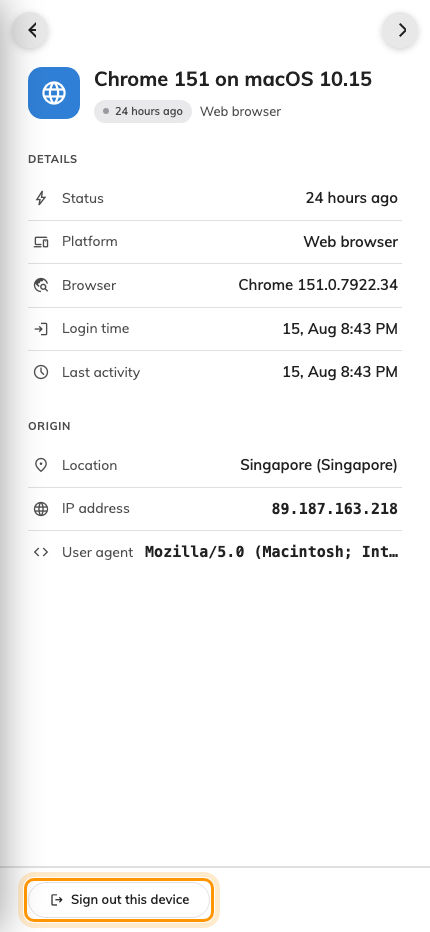 Chrome 151 on macOS 10.15
24 hours ago Web browser
DETAILS
Status 24 hours ago
Platform Web browser
Browser Chrome 151.0.7922.34
Login time 15, Aug 8:43 PM
Last activity 15, Aug 8:43 PM
ORIGIN
Location Singapore (Singapore)
IP address 89.187.163.218
User agent Mozilla/5.0 (Macintosh; Int…
Sign out this device